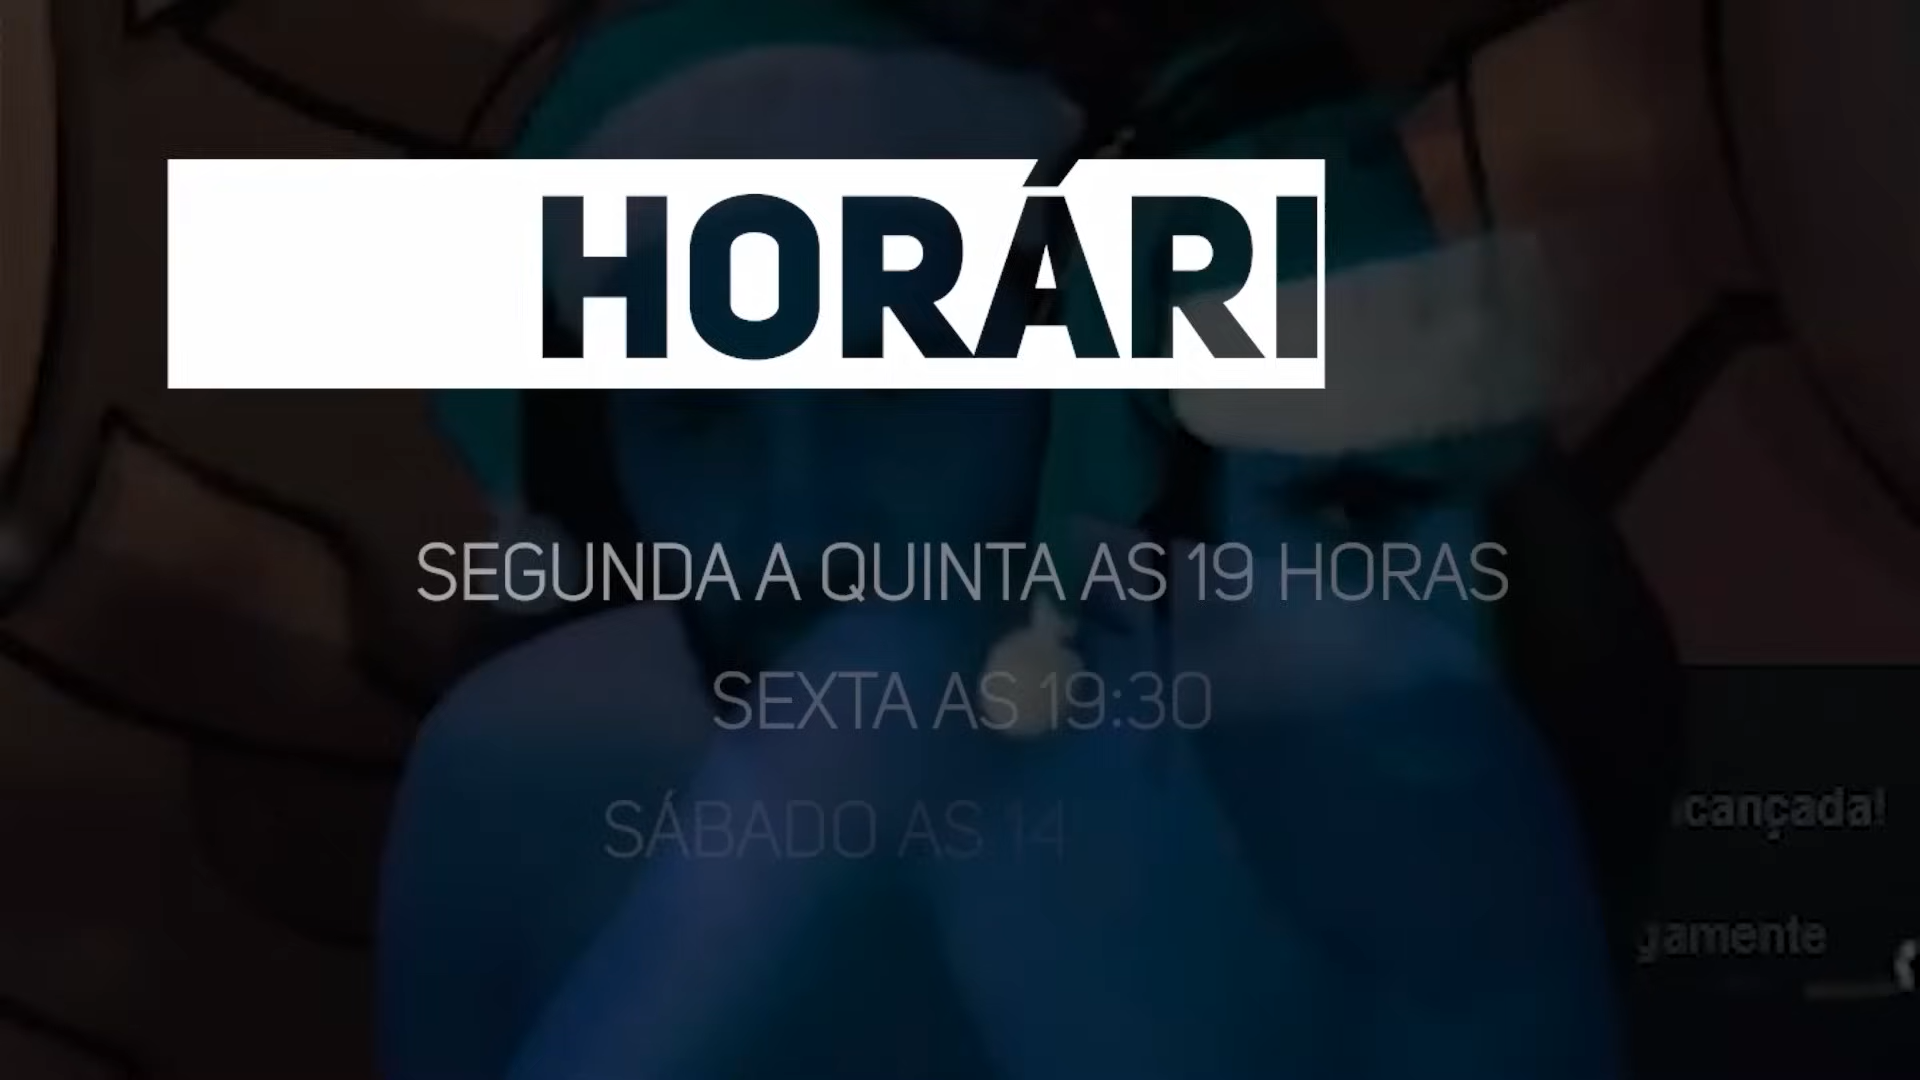 HORÁRI
SEGUNDA A QUINTA AS 19 HORAS
SEXTA AS 19:30
SÁBADO AS 14
cançada!
gamente